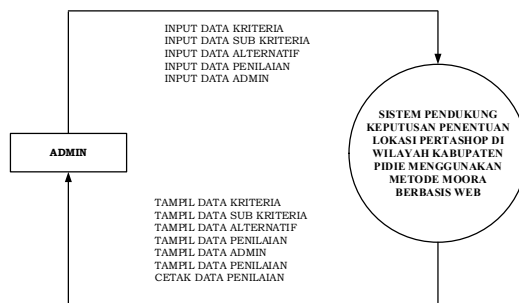 INPUT DATA KRITERIA
INPUT DATA SUB KRITERIA
INPUT DATA ALTERNATIF
INPUT DATA PENILAIAN
INPUT DATA ADMIN
ADMIN
SISTEM PENDUKUNG
KEPUTUSAN PENENTUAN
LOKASI PERTASHOP DI
WILAYAH KABUPATEN
PIDIE MENGGUNAKAN
METODE MOORA
BERBASIS WEB
TAMPIL DATA KRITERIA
TAMPIL DATA SUB KRITERIA
TAMPIL DATA ALTERNATIF
TAMPIL DATA PENILAIAN
TAMPIL DATA ADMIN
TAMPIL DATA PENILAIAN
CETAK DATA PENILAIAN